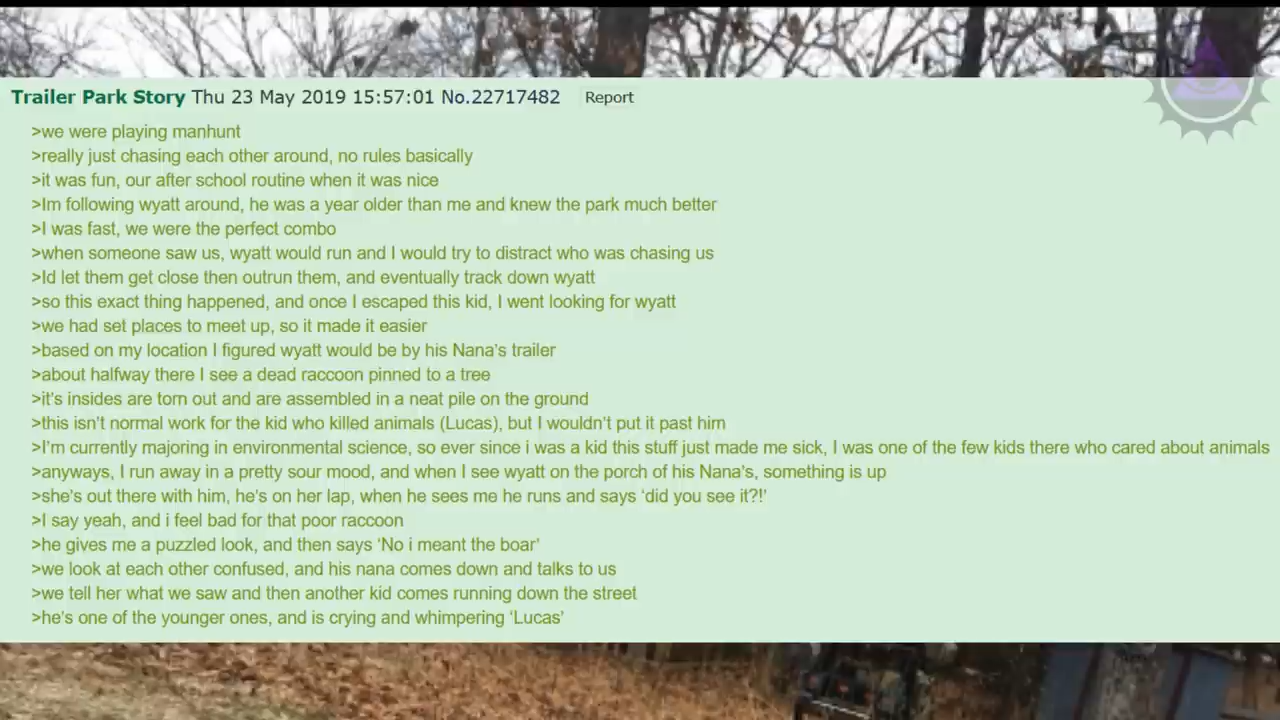 Trailer Park Story Thu 23 May 2019 15:57:01 No.22717482 Report
>we were playing manhunt
>really just chasing each other around, no rules basically
>it was fun, our after school routine when it was nice
>Im following wyatt around, he was a year older than me and knew the park much better
>I was fast, we were the perfect combo
>when someone saw us, wyatt would run and I would try to distract who was chasing us
>Id let them get close then outrun them, and eventually track down wyatt
>so this exact thing happened, and once I escaped this kid, I went looking for wyatt
>we had set places to meet up, so it made it easier
>based on my location I figured wyatt would be by his Nana's trailer
>about halfway there I see a dead raccoon pinned to a tree
>it's insides are torn out and are assembled in a neat pile on the ground
>this isn't normal work for the kid who killed animals (Lucas), but I wouldn't put it past him
>I'm currently majoring in environmental science, so ever since i was a kid this stuff just made me sick, I was one of the few kids there who cared about animals
>anyways, I run away in a pretty sour mood, and when I see wyatt on the porch of his Nana's, something is up
>she's out there with him, he's on her lap, when he sees me he runs and says 'did you see it?!'
>I say yeah, and i feel bad for that poor raccoon
>he gives me a puzzled look, and then says 'No i meant the boar'
>we look at each other confused, and his nana comes down and talks to us
>we tell her what we saw and then another kid comes running down the street
>he's one of the younger ones, and is crying and whimpering 'Lucas'